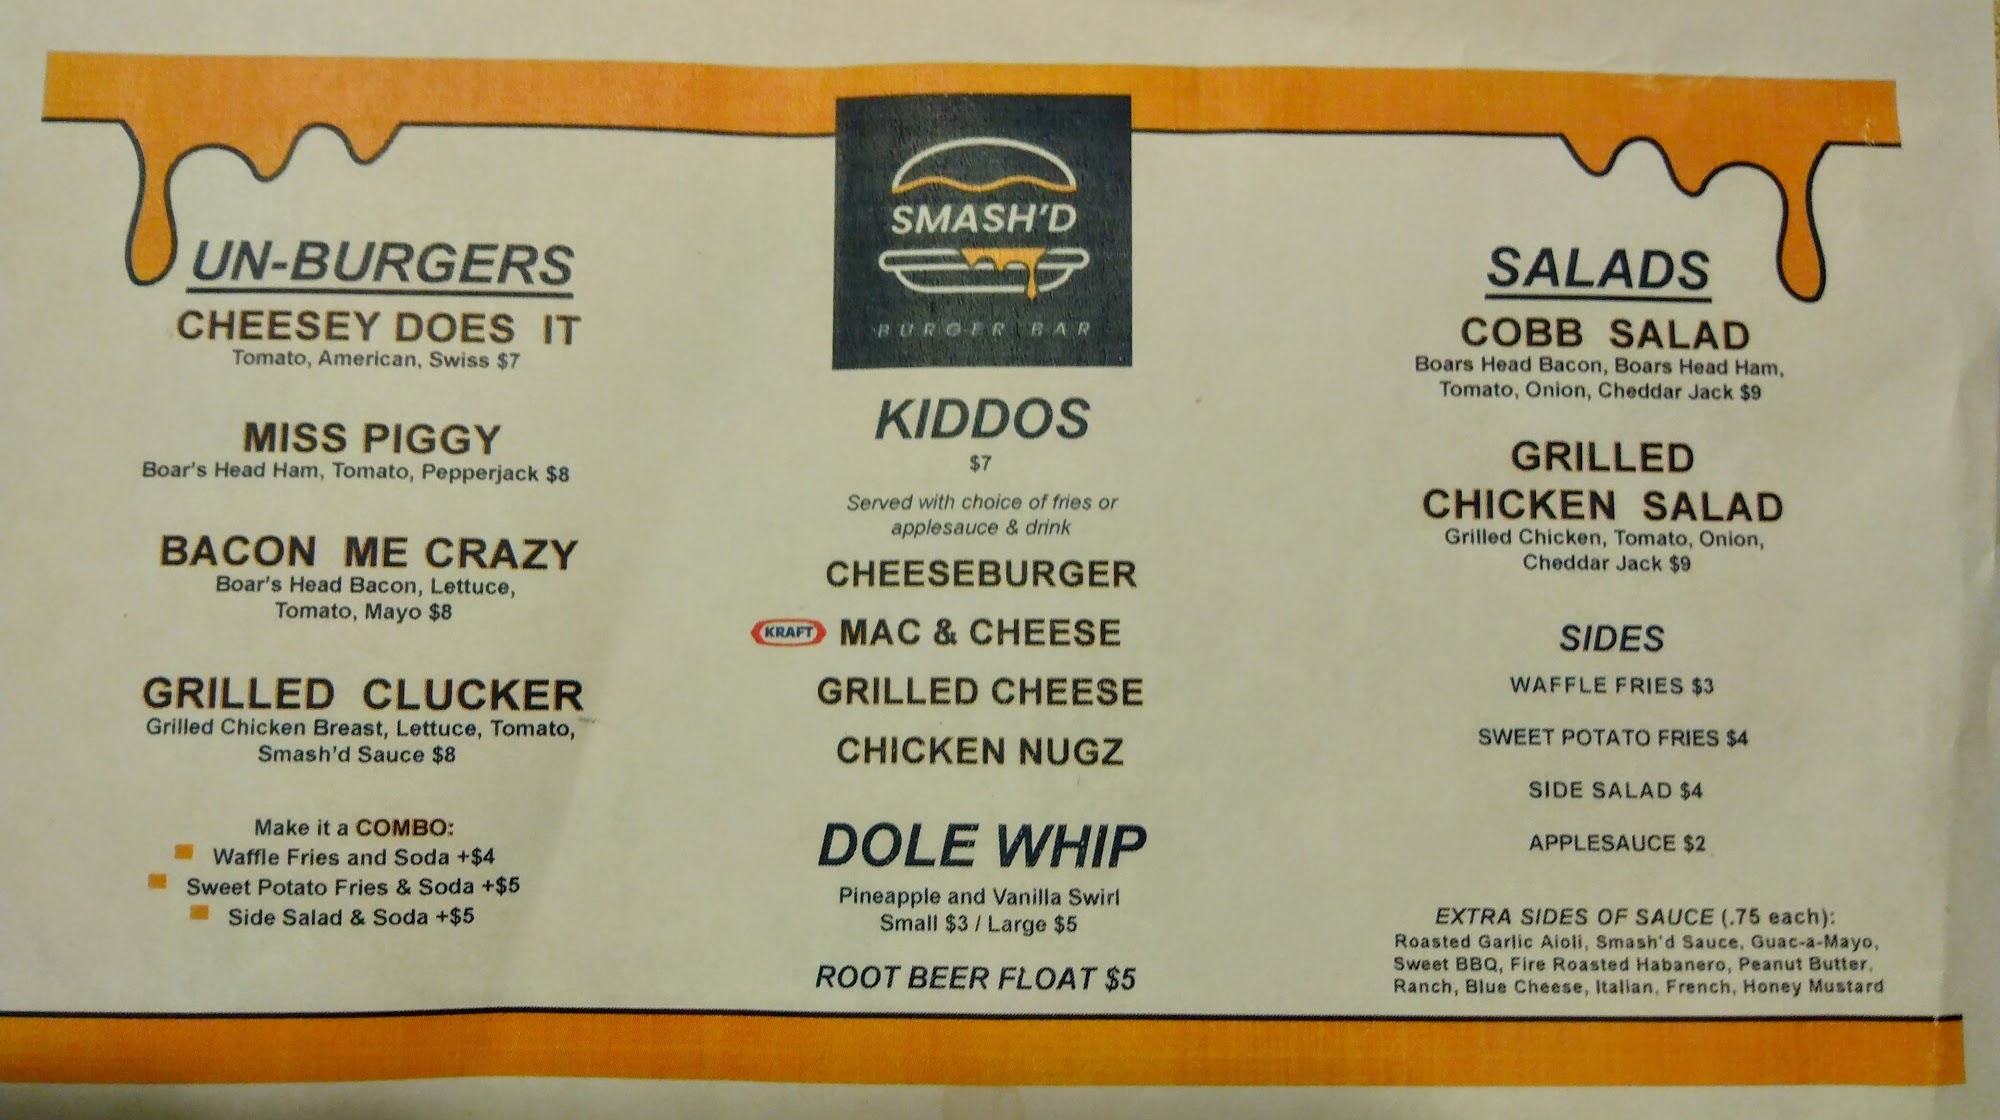 SMASH'D
BURGER BAR
UN-BURGERS
CHEESEY DOES IT
Tomato, American, Swiss $7
MISS PIGGY
Boar's Head Ham, Tomato, Pepperjack $8
BACON ME CRAZY
Boar's Head Bacon, Lettuce,
Tomato, Mayo $8
GRILLED CLUCKER
Grilled Chicken Breast, Lettuce, Tomato,
Smash'd Sauce $8
Make it a COMBO:
Waffle Fries and Soda +$4
Sweet Potato Fries & Soda +$5
Side Salad & Soda +$5
KIDDOS
$7
Served with choice of fries or
applesauce & drink
CHEESEBURGER
KRAFT MAC & CHEESE
GRILLED CHEESE
CHICKEN NUGZ
DOLE WHIP
Pineapple and Vanilla Swirl
Small $3 / Large $5
ROOT BEER FLOAT $5
SALADS
COBB SALAD
Boars Head Bacon, Boars Head Ham,
Tomato, Onion, Cheddar Jack $9
GRILLED
CHICKEN SALAD
Grilled Chicken, Tomato, Onion,
Cheddar Jack $9
SIDES
WAFFLE FRIES $3
SWEET POTATO FRIES $4
SIDE SALAD $4
APPLESAUCE $2
EXTRA SIDES OF SAUCE (.75 each):
Roasted Garlic Aioli, Smash'd Sauce, Guac-a-Mayo,
Sweet BBQ, Fire Roasted Habanero, Peanut Butter,
Ranch, Blue Cheese, Italian, French, Honey Mustard